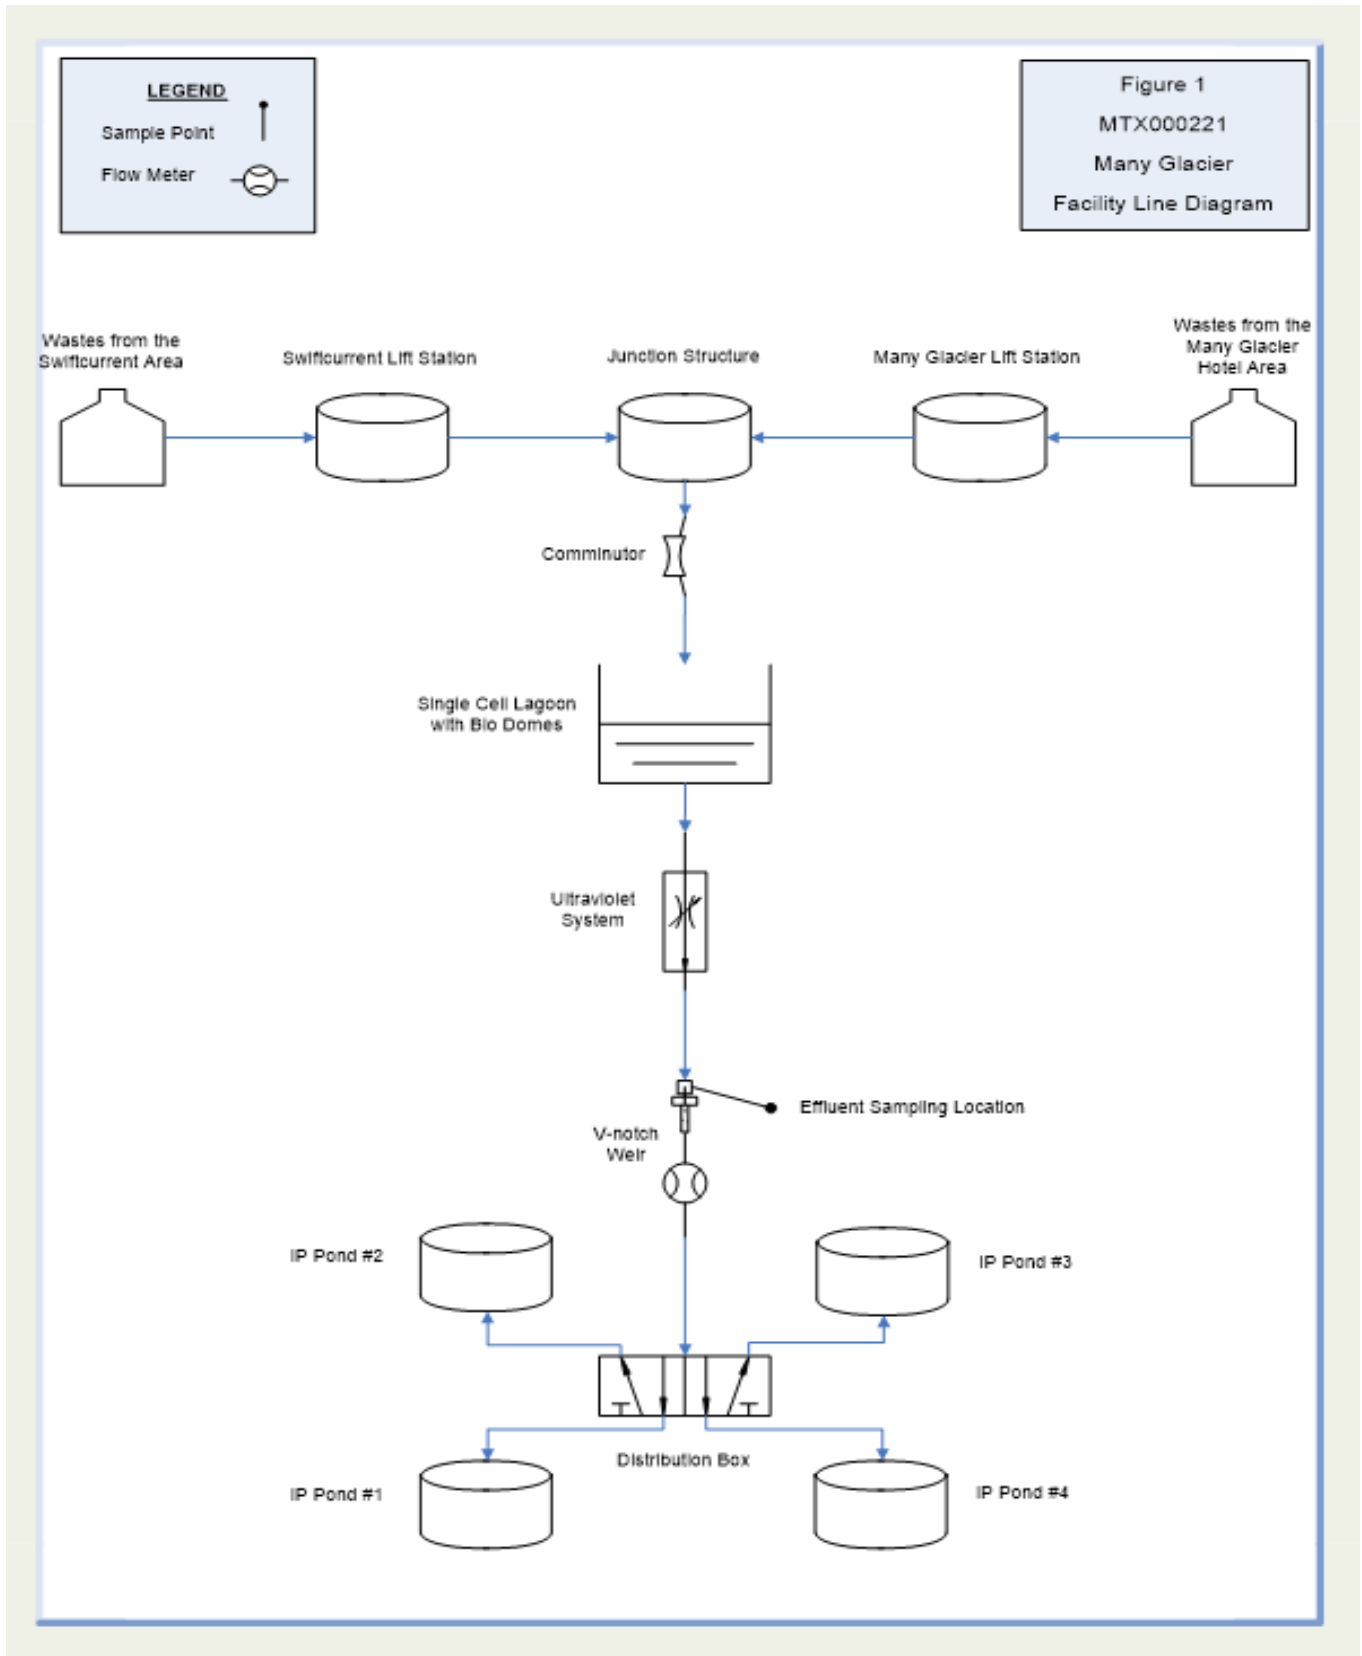 LEGEND
Sample Point
Flow Meter
Figure 1
MTX000221
Many Glacier
Facility Line Diagram
Wastes from the
Swiftcurrent Area
Swiftcurrent Lift Station
Junction Structure
Many Glacier Lift Station
Wastes from the
Many Glacier
Hotel Area
Comminutor
Single Cell Lagoon
with Bio Domes
Ultraviolet
System
Effluent Sampling Location
V-notch
Weir
IP Pond #2
IP Pond #3
Distribution Box
IP Pond #1
IP Pond #4